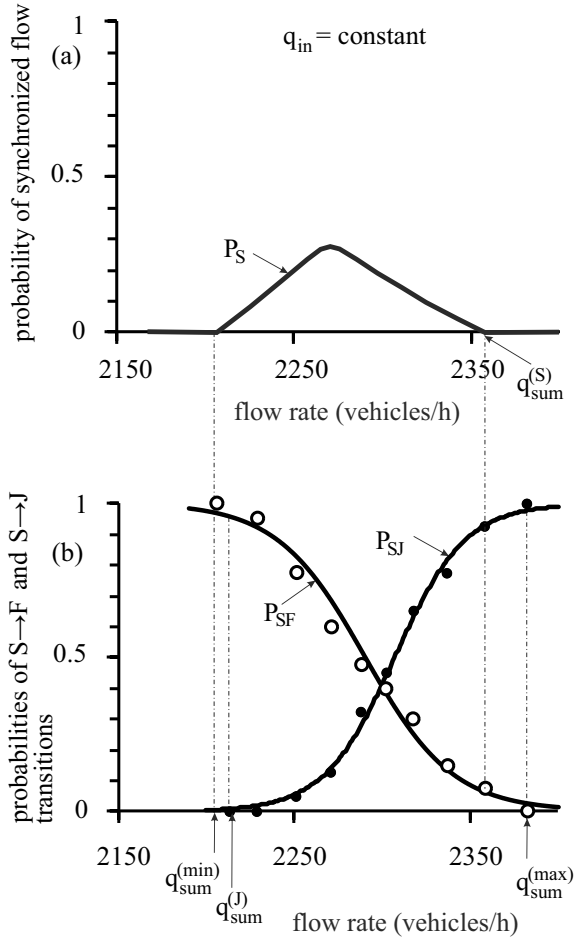 1
(a)
q_in = constant
probability of synchronized flow
0.5
P_S
0
2150
2250
2350
q_sum^(S)
flow rate (vehicles/h)
1
(b)
P_SJ
P_SF
probabilities of S→F and S→J
transitions
0.5
0
2150
2250
2350
q_sum^(min)
q_sum^(J)
q_sum^(max)
flow rate (vehicles/h)